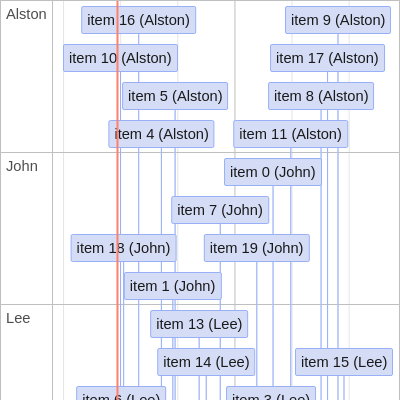 Alston
item 16 (Alston)
item 9 (Alston)
item 10 (Alston)
item 17 (Alston)
item 5 (Alston)
item 8 (Alston)
item 4 (Alston)
item 11 (Alston)
John
item 0 (John)
item 7 (John)
item 18 (John)
item 19 (John)
item 1 (John)
Lee
item 13 (Lee)
item 14 (Lee)
item 15 (Lee)
item 6 (Lee)
item 3 (Lee)